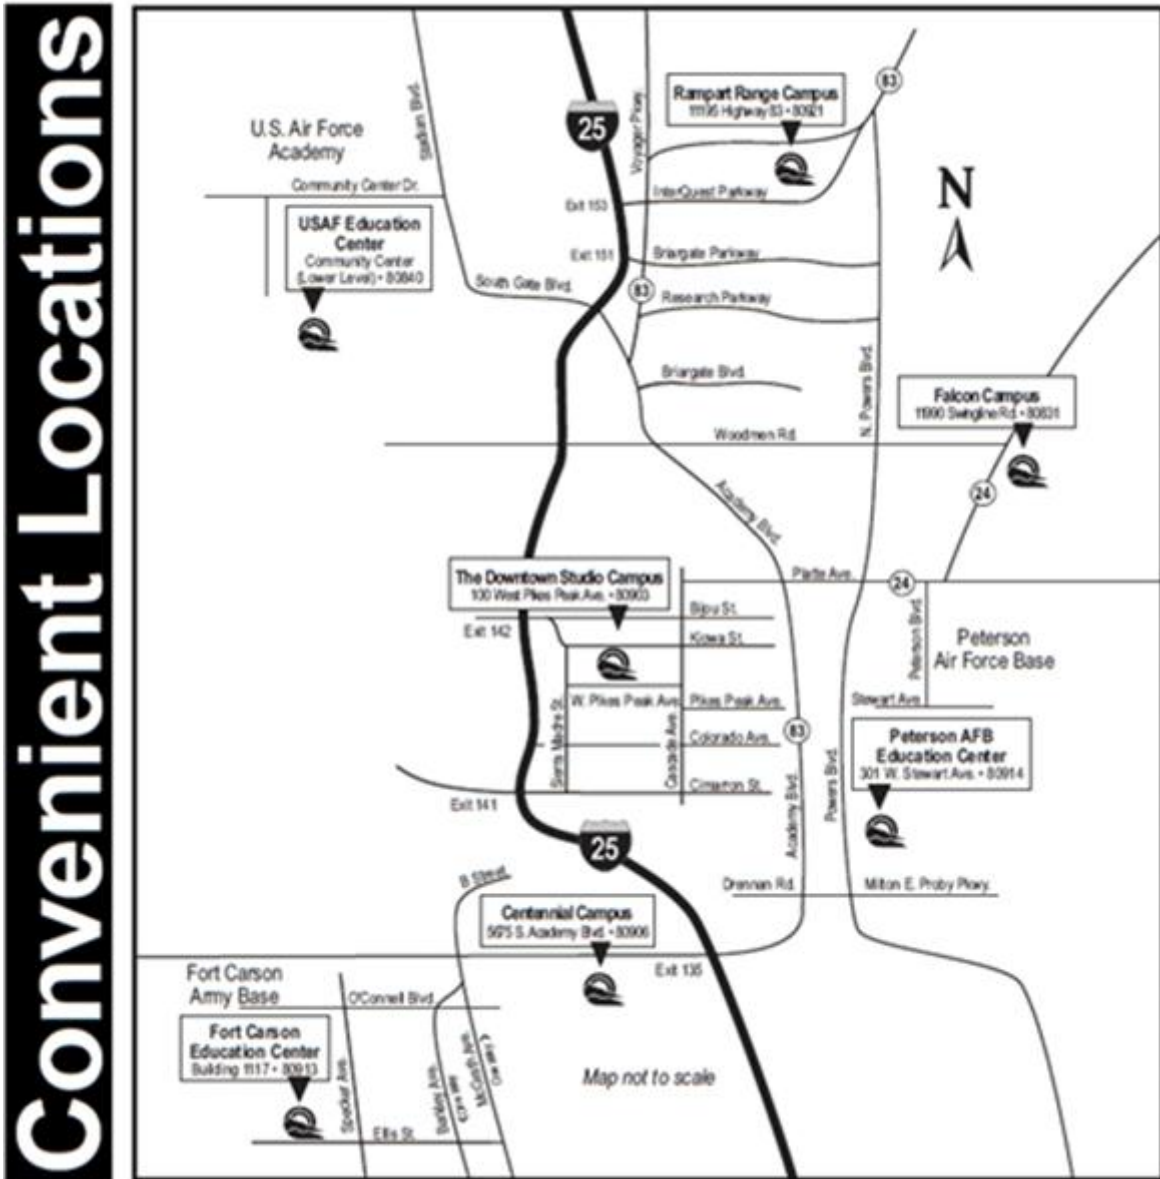 Convenient Locations
25
83
Rampart Range Campus
11195 Highway 83 • 80921
U.S. Air Force
Academy
Stadium Blvd.
Voyager Pkwy.
Community Center Dr.
InterQuest Parkway
Exit 153
N
USAF Education
Center
Community Center
(Lower Level) • 80840
Exit 151
Briargate Parkway
South Gate Blvd.
83
Research Parkway
Briargate Blvd.
N. Powers Blvd.
Falcon Campus
11990 Swingline Rd. • 80831
Woodmen Rd.
24
Academy Blvd.
The Downtown Studio Campus
100 West Pikes Peak Ave. • 80903
Platte Ave.
24
Bijou St.
Exit 142
Kiowa St.
Peterson Blvd.
Peterson
Air Force Base
W. Pikes Peak Ave.
Pikes Peak Ave.
Stewart Ave.
Sierra Madre St.
Cascade Ave.
83
Colorado Ave.
Peterson AFB
Education Center
301 W. Stewart Ave. • 80914
Cimarron St.
Exit 141
Academy Blvd.
Powers Blvd.
25
B Street
Drennan Rd.
Milton E. Proby Pkwy.
Centennial Campus
5675 S. Academy Blvd. • 80906
Exit 135
Fort Carson
Army Base
O'Connell Blvd.
Fort Carson
Education Center
Building 1117 • 80913
Specker Ave.
McGrath Ave.
Map not to scale
Ellis St.